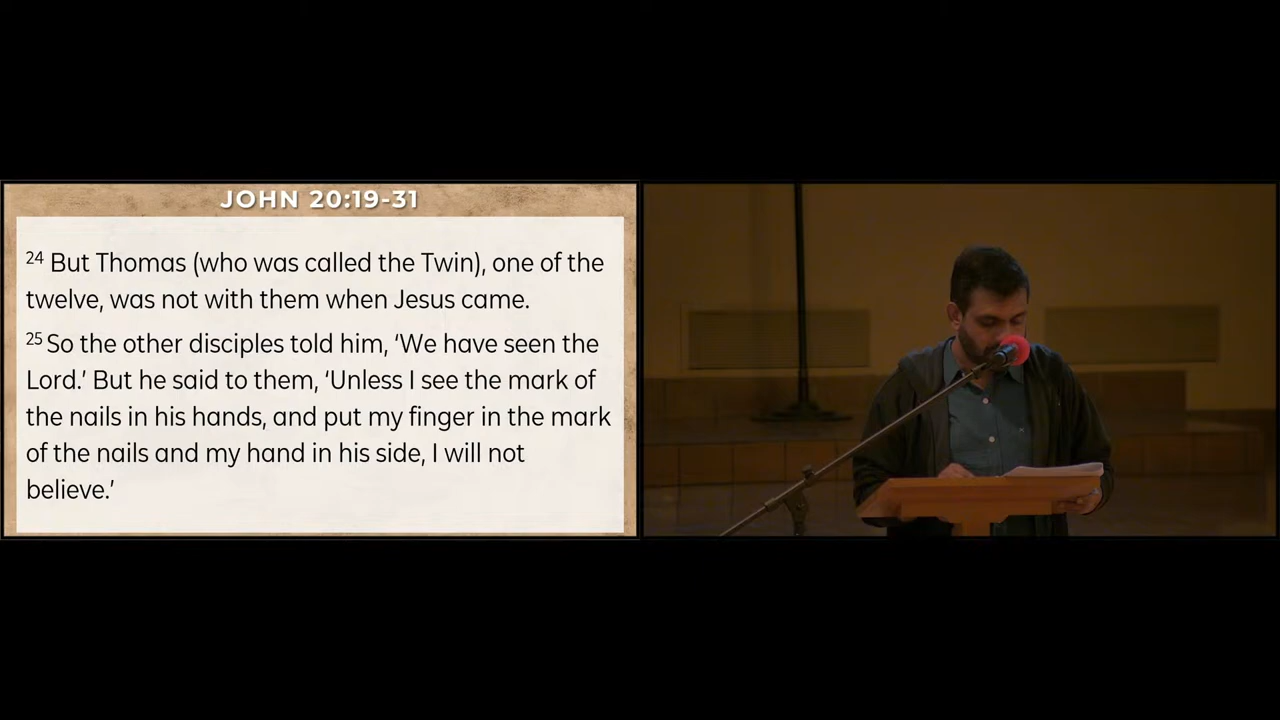 JOHN 20:19-31
24 But Thomas (who was called the Twin), one of the
twelve, was not with them when Jesus came.
25 So the other disciples told him, ‘We have seen the
Lord.’ But he said to them, ‘Unless I see the mark of
the nails in his hands, and put my finger in the mark
of the nails and my hand in his side, I will not
believe.’